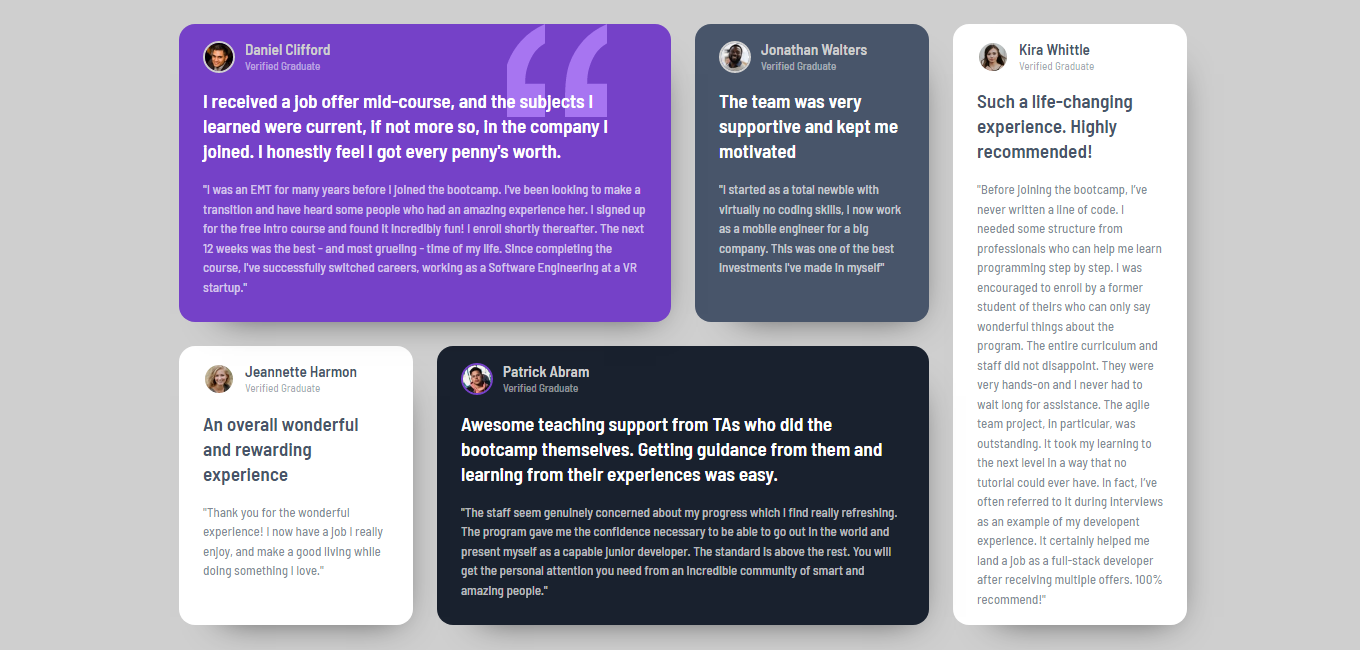 Daniel Clifford
Verified Graduate
I received a job offer mid-course, and the subjects I
learned were current, if not more so, in the company I
joined. I honestly feel I got every penny's worth.
"I was an EMT for many years before I joined the bootcamp. I've been looking to make a
transition and have heard some people who had an amazing experience her. I signed up
for the free intro course and found it incredibly fun! I enroll shortly thereafter. The next
12 weeks was the best - and most grueling - time of my life. Since completing the
course, I've successfully switched careers, working as a Software Engineering at a VR
startup."
Jonathan Walters
Verified Graduate
The team was very
supportive and kept me
motivated
"I started as a total newbie with
virtually no coding skills, I now work
as a mobile engineer for a big
company. This was one of the best
investments I've made in myself"
Kira Whittle
Verified Graduate
Such a life-changing
experience. Highly
recommended!
"Before joining the bootcamp, I've
never written a line of code. I
needed some structure from
professionals who can help me learn
programming step by step. I was
encouraged to enroll by a former
student of theirs who can only say
wonderful things about the
program. The entire curriculum and
staff did not disappoint. They were
very hands-on and I never had to
wait long for assistance. The agile
team project, in particular, was
outstanding. It took my learning to
the next level in a way that no
tutorial could ever have. In fact, I've
often referred to it during interviews
as an example of my developent
experience. It certainly helped me
land a job as a full-stack developer
after receiving multiple offers. 100%
recommend!"
Jeannette Harmon
Verified Graduate
An overall wonderful
and rewarding
experience
"Thank you for the wonderful
experience! I now have a job I really
enjoy, and make a good living while
doing something I love."
Patrick Abram
Verified Graduate
Awesome teaching support from TAs who did the
bootcamp themselves. Getting guidance from them and
learning from their experiences was easy.
"The staff seem genuinely concerned about my progress which I find really refreshing.
The program gave me the confidence necessary to be able to go out in the world and
present myself as a capable junior developer. The standard is above the rest. You will
get the personal attention you need from an incredible community of smart and
amazing people."